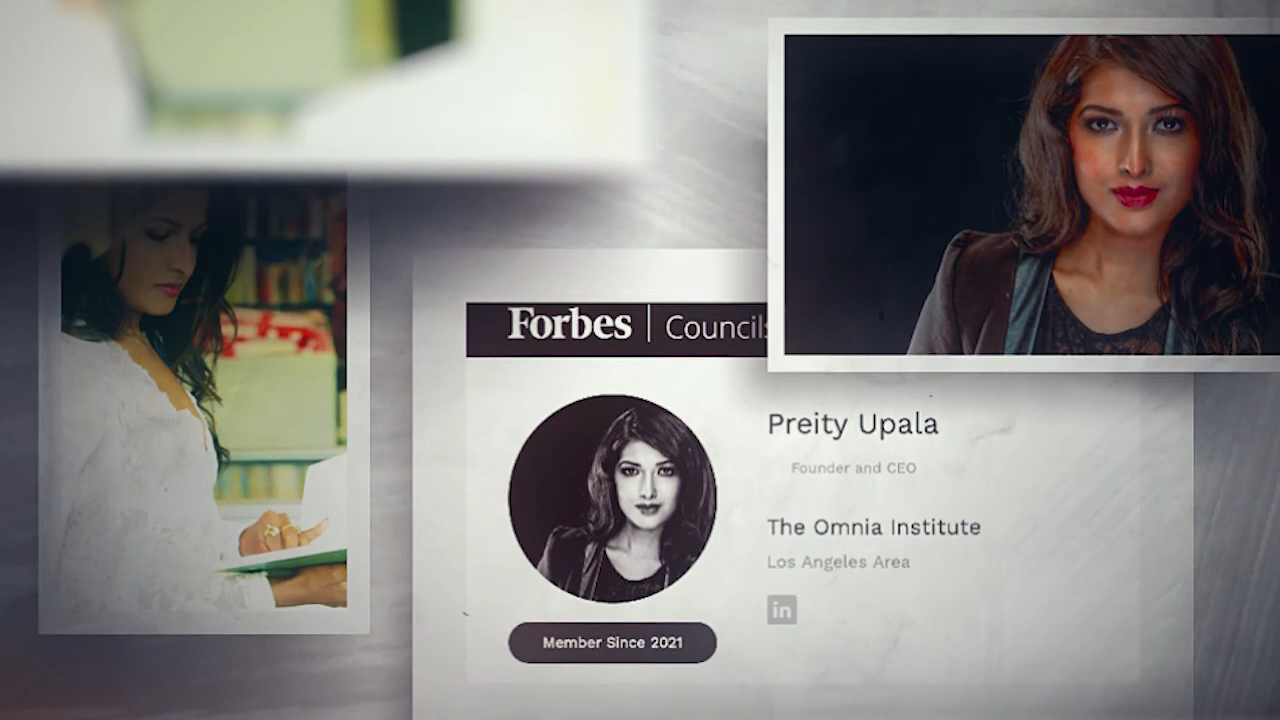 Forbes | Councils
Preity Upala
Founder and CEO
The Omnia Institute
Los Angeles Area
in
Member Since 2021